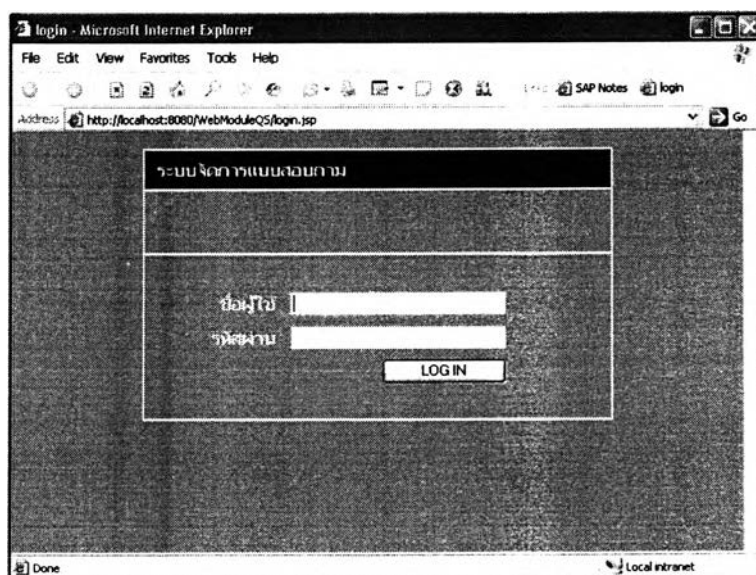 login - Microsoft Internet Explorer
File Edit View Favorites Tools Help
SAP Notes login
Address http://localhost:8080/WebModuleQS/login.jsp Go
ระบบจัดการแบบสอบถาม
ชื่อผู้ใช้
รหัสผ่าน
LOG IN
Done Local intranet